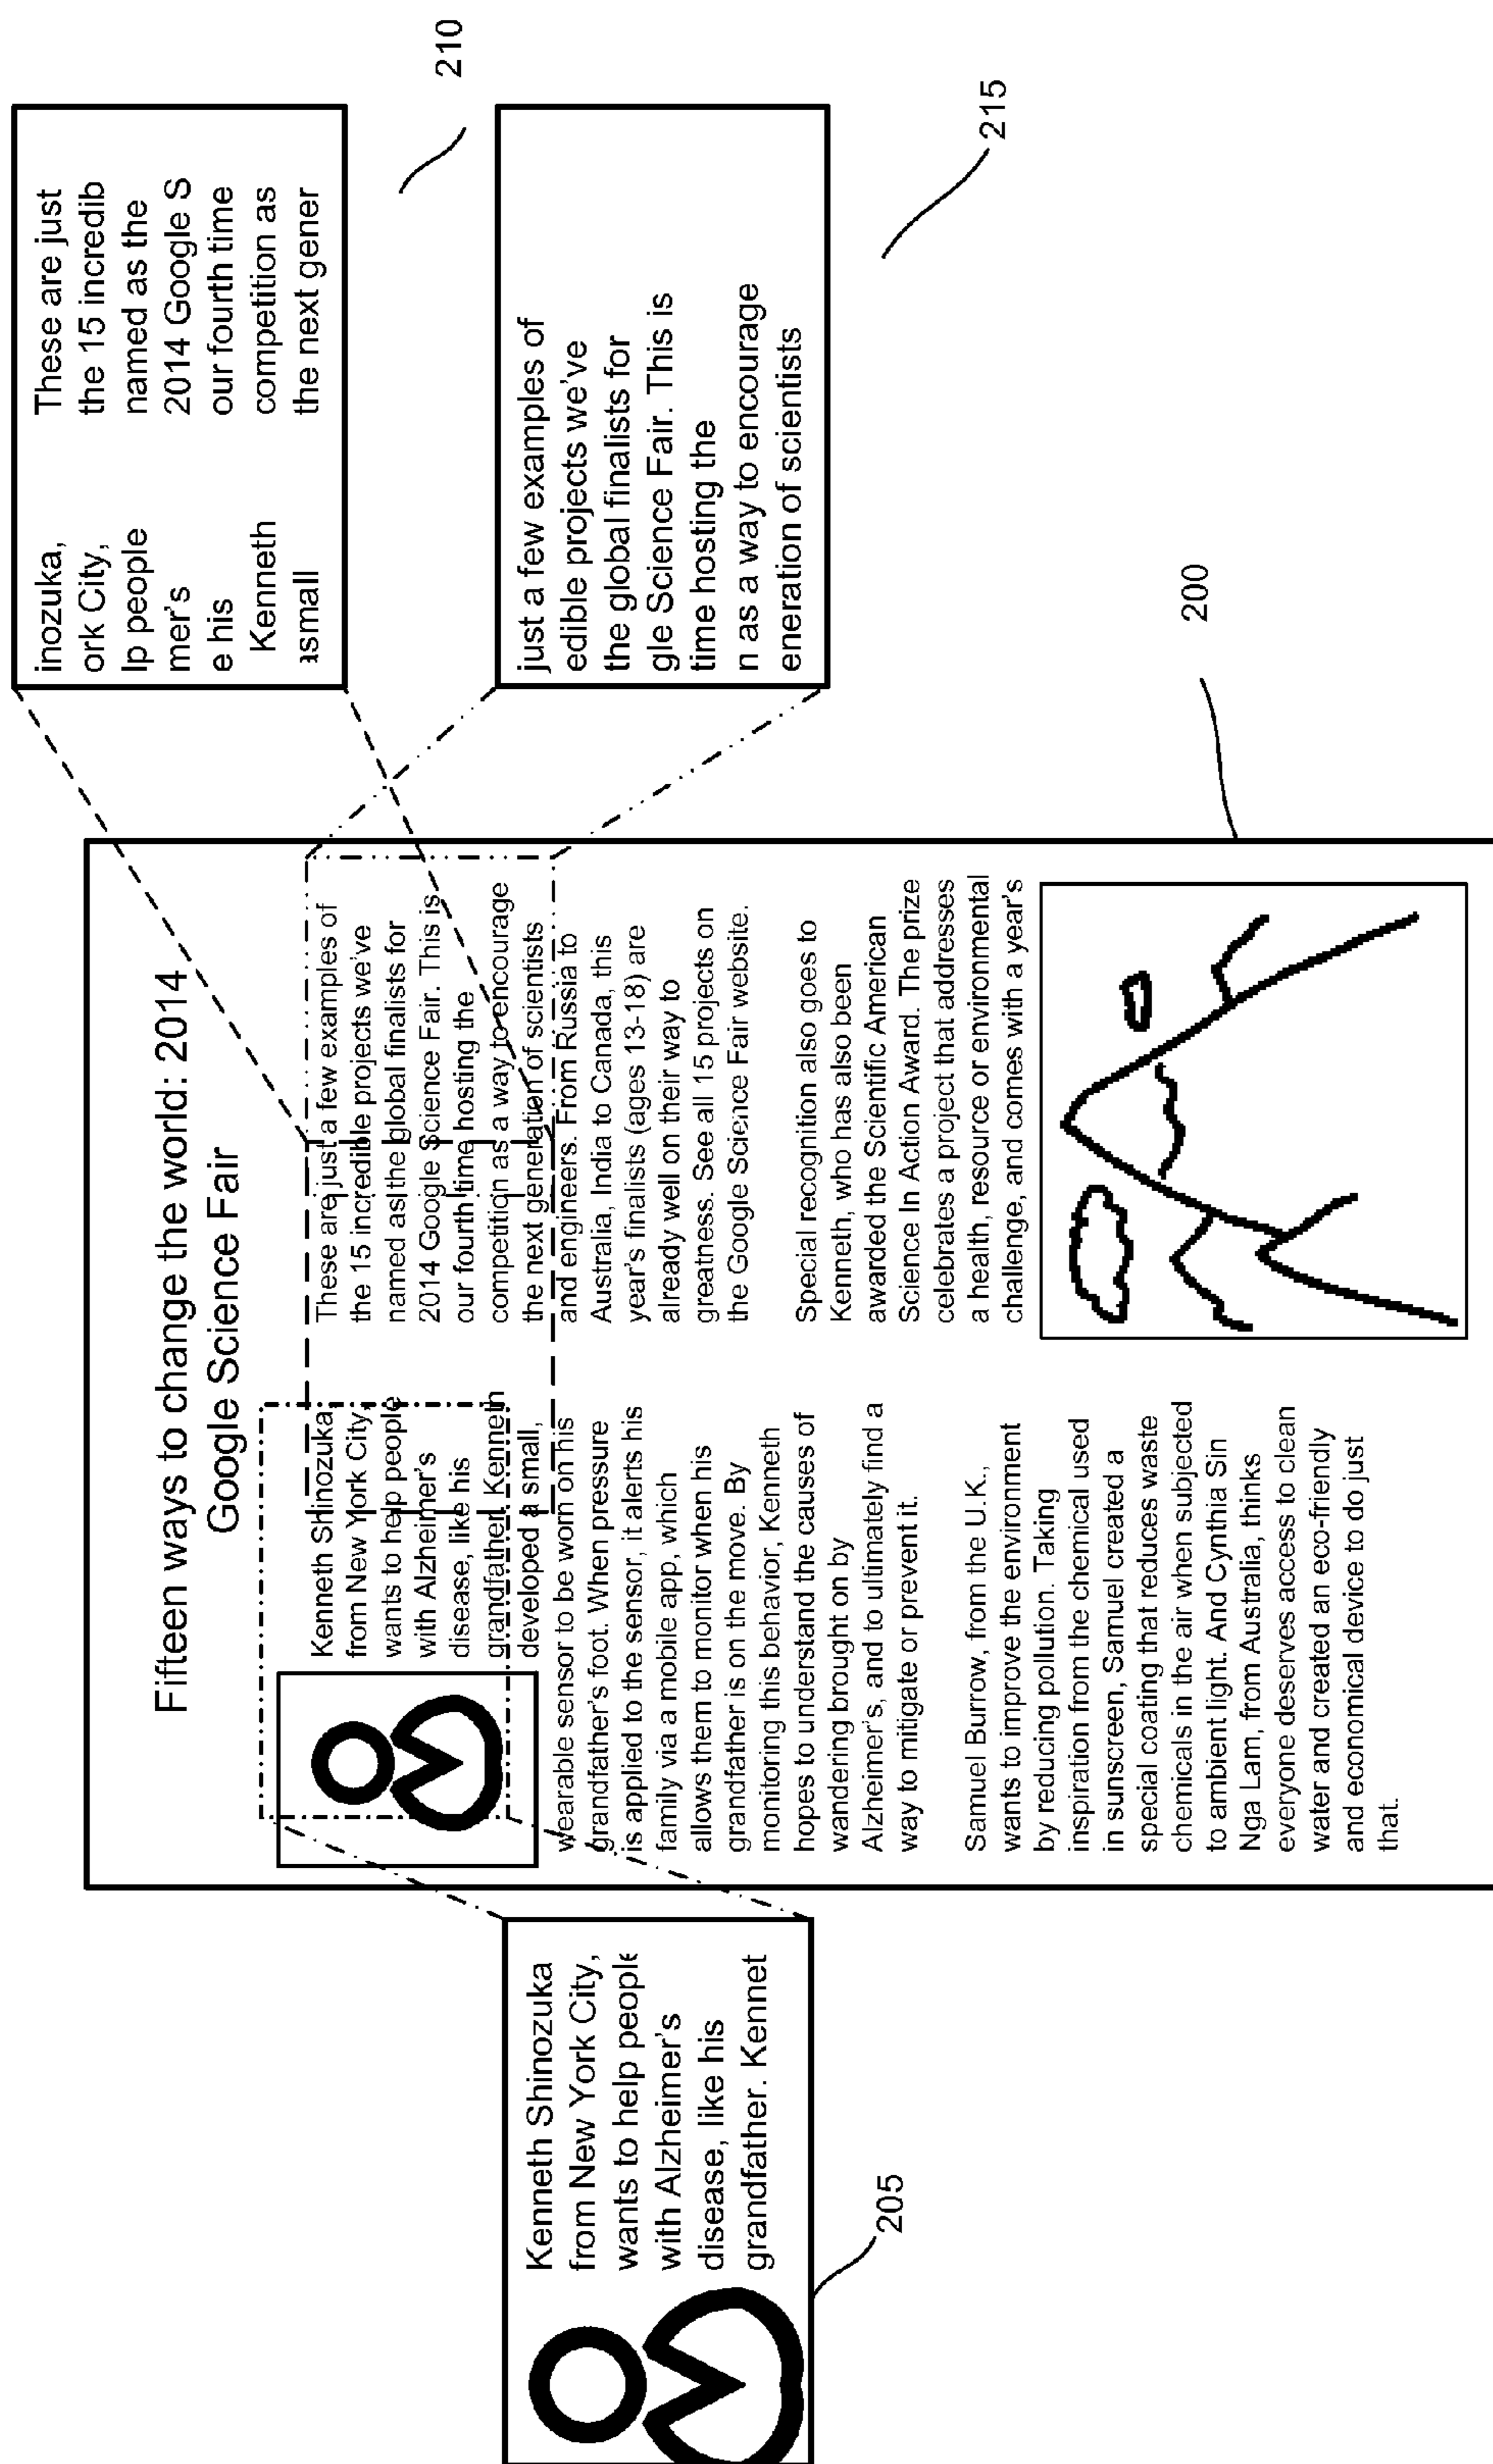 Fifteen ways to change the world: 2014
Google Science Fair
Kenneth Shinozuka,
from New York City,
wants to help people
with Alzheimer's
disease, like his
grandfather. Kenneth
developed a small,
wearable sensor to be worn on his
grandfather's foot. When pressure
is applied to the sensor, it alerts his
family via a mobile app, which
allows them to monitor when his
grandfather is on the move. By
monitoring this behavior, Kenneth
hopes to understand the causes of
wandering brought on by
Alzheimer's, and to ultimately find a
way to mitigate or prevent it.
Samuel Burrow, from the U.K.,
wants to improve the environment
by reducing pollution. Taking
inspiration from the chemical used
in sunscreen, Samuel created a
special coating that reduces waste
chemicals in the air when subjected
to ambient light. And Cynthia Sin
Nga Lam, from Australia, thinks
everyone deserves access to clean
water and created an eco-friendly
and economical device to do just
that.
These are just a few examples of
the 15 incredible projects we've
named as the global finalists for
2014 Google Science Fair. This is
our fourth time hosting the
competition as a way to encourage
the next generation of scientists
and engineers. From Russia to
Australia, India to Canada, this
year's finalists (ages 13-18) are
already well on their way to
greatness. See all 15 projects on
the Google Science Fair website.
Special recognition also goes to
Kenneth, who has also been
awarded the Scientific American
Science In Action Award. The prize
celebrates a project that addresses
a health, resource or environmental
challenge, and comes with a year's
200
Kenneth Shinozuka
from New York City,
wants to help people
with Alzheimer's
disease, like his
grandfather. Kennet
205
inozuka,
ork City,
lp people
mer's
e his
Kenneth
small
These are just
the 15 incredib
named as the
2014 Google S
our fourth time
competition as
the next gener
210
just a few examples of
edible projects we've
the global finalists for
gle Science Fair. This is
time hosting the
n as a way to encourage
eneration of scientists
215